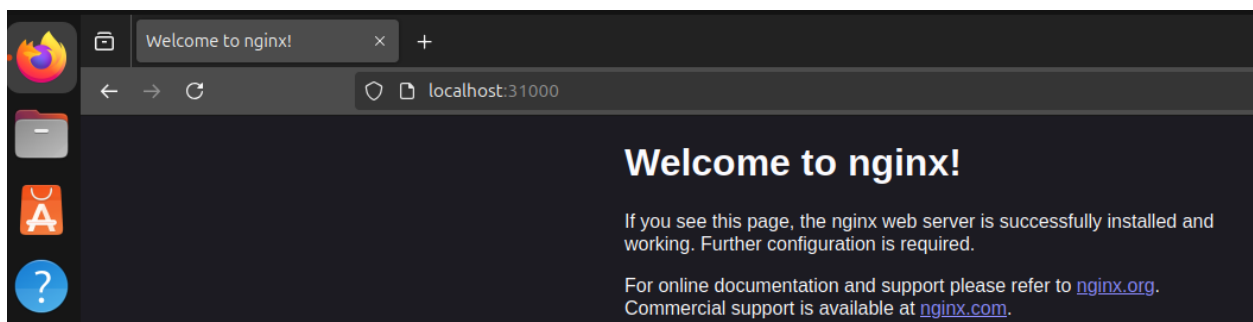 Welcome to nginx!
localhost:31000
Welcome to nginx!
If you see this page, the nginx web server is successfully installed and
working. Further configuration is required.
For online documentation and support please refer to nginx.org.
Commercial support is available at nginx.com.